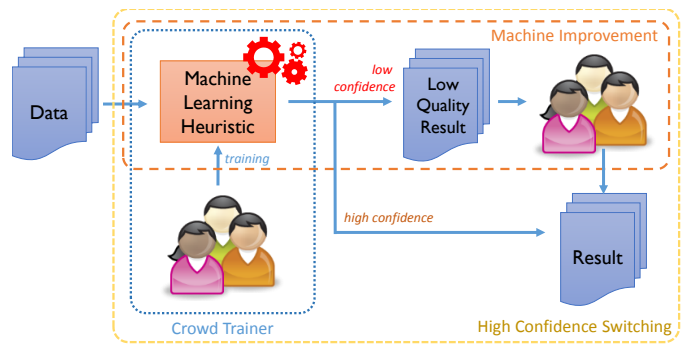 Machine Improvement
Data
Machine
Learning
Heuristic
low
confidence
Low
Quality
Result
training
high confidence
Result
Crowd Trainer
High Confidence Switching